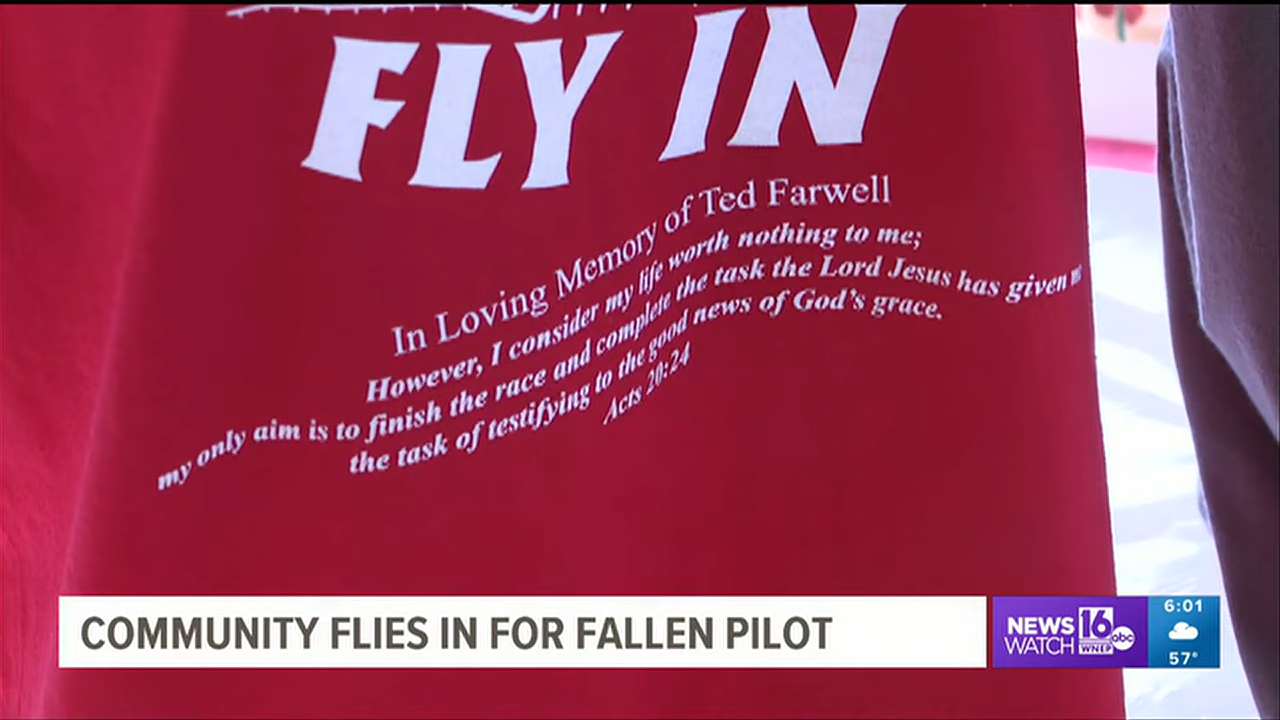 FLY IN
In Loving Memory of Ted Farwell
However, I consider my life worth nothing to me;
my only aim is to finish the race and complete the task the Lord Jesus has given
the task of testifying to the good news of God's grace.
Acts 20:24
COMMUNITY FLIES IN FOR FALLEN PILOT
NEWS
WATCH
16
WNEP
abc
6:01
57°